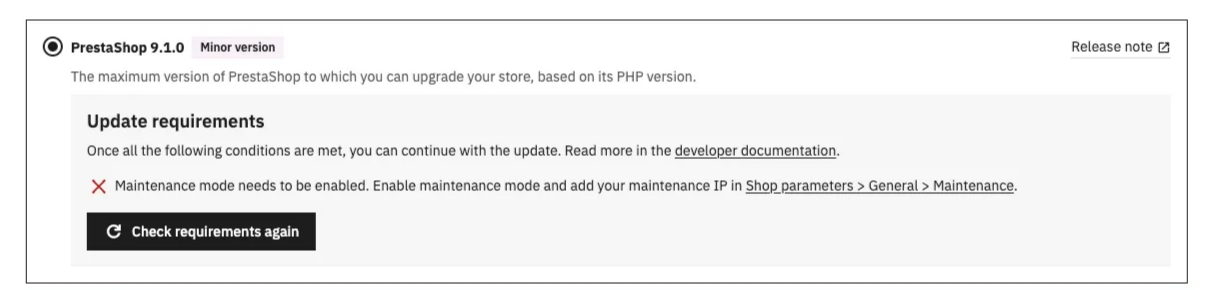 PrestaShop 9.1.0 Minor version Release note
The maximum version of PrestaShop to which you can upgrade your store, based on its PHP version.
Update requirements
Once all the following conditions are met, you can continue with the update. Read more in the developer documentation.
Maintenance mode needs to be enabled. Enable maintenance mode and add your maintenance IP in Shop parameters > General > Maintenance.
Check requirements again